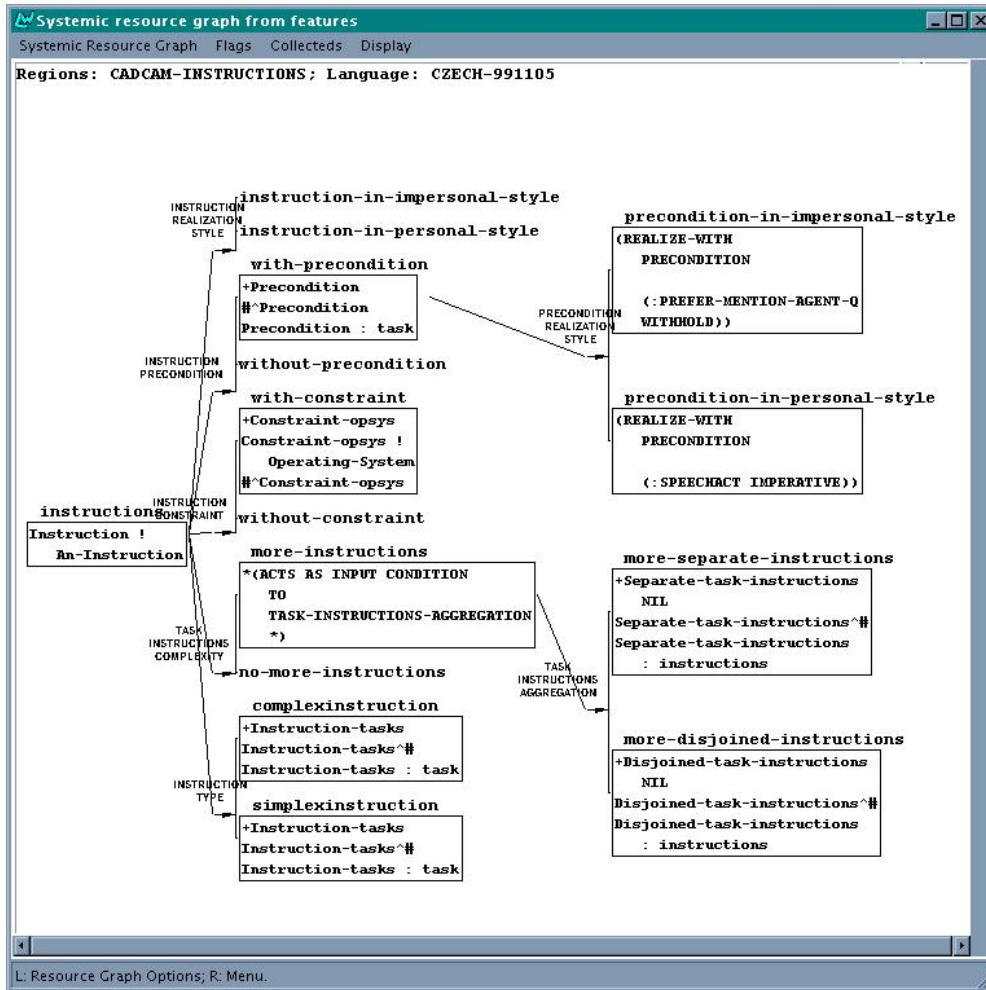 Systemic resource graph from features
Systemic Resource Graph Flags Collecteds Display
Regions: CADCAM-INSTRUCTIONS; Language: CZECH-991105
INSTRUCTION
REALIZATION
STYLE
instruction-in-impersonal-style
instruction-in-personal-style
INSTRUCTION
PRECONDITION
with-precondition
+Precondition
#^Precondition
Precondition : task
without-precondition
PRECONDITION
REALIZATION
STYLE
precondition-in-impersonal-style
(REALIZE-WITH
PRECONDITION
(:PREFER-MENTION-AGENT-Q
WITHHOLD))
precondition-in-personal-style
(REALIZE-WITH
PRECONDITION
(:SPEECHACT IMPERATIVE))
with-constraint
+Constraint-opsys
Constraint-opsys !
Operating-System
#^Constraint-opsys
without-constraint
INSTRUCTION
CONSTRAINT
instructions
Instruction !
An-Instruction
more-instructions
*(ACTS AS INPUT CONDITION
TO
TASK-INSTRUCTIONS-AGGREGATION
*)
no-more-instructions
TASK
INSTRUCTIONS
COMPLEXITY
TASK
INSTRUCTIONS
AGGREGATION
more-separate-instructions
+Separate-task-instructions
NIL
Separate-task-instructions^#
Separate-task-instructions
: instructions
more-disjoined-instructions
+Disjoined-task-instructions
NIL
Disjoined-task-instructions^#
Disjoined-task-instructions
: instructions
INSTRUCTION
TYPE
complexinstruction
+Instruction-tasks
Instruction-tasks^#
Instruction-tasks : task
simplexinstruction
+Instruction-tasks
Instruction-tasks^#
Instruction-tasks : task
L: Resource Graph Options; R: Menu.